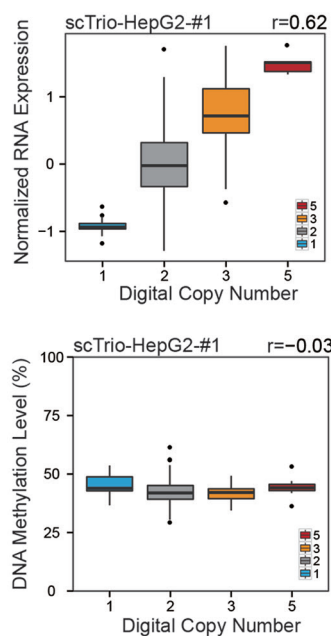 scTrio-HepG2-#1 r=0.62
Normalized RNA Expression
1
0
−1
5
3
2
1
1 2 3 5
Digital Copy Number
scTrio-HepG2-#1 r=−0.03
DNA Methylation Level (%)
100
75
50
25
0
5
3
2
1
1 2 3 5
Digital Copy Number